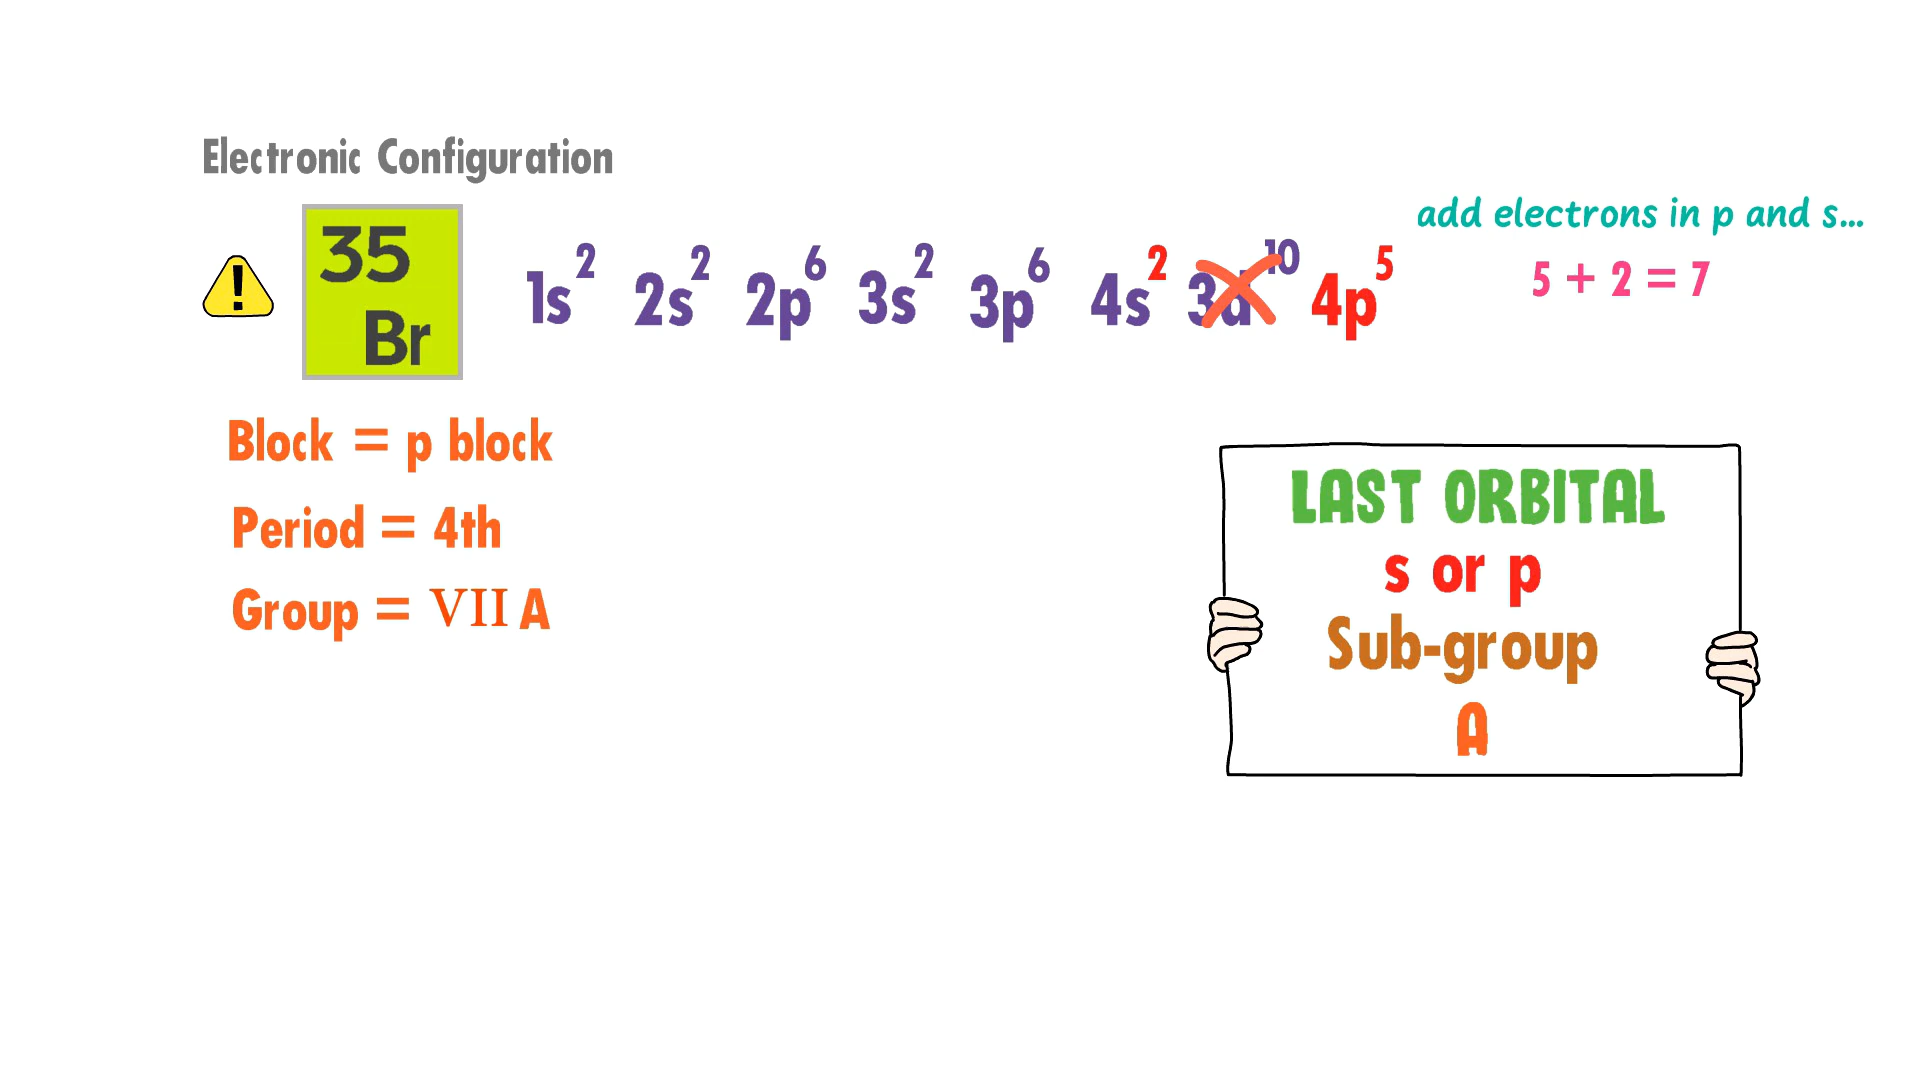 Electronic Configuration
add electrons in p and s...
35
Br
1s² 2s² 2p⁶ 3s² 3p⁶ 4s² 3d¹⁰ 4p⁵
5 + 2 = 7
!
Block = p block
Period = 4th
Group = VII A
LAST ORBITAL
s or p
Sub-group
A